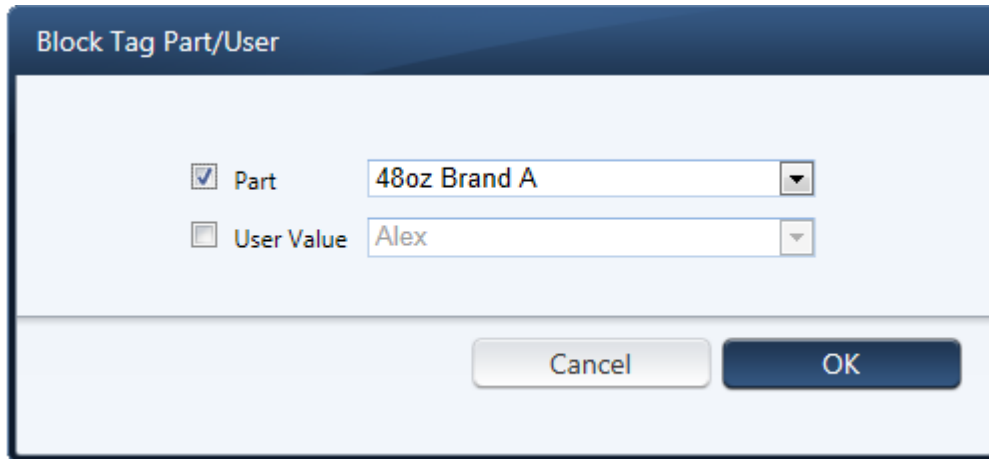 Block Tag Part/User
Part 48oz Brand A
User Value Alex
Cancel OK